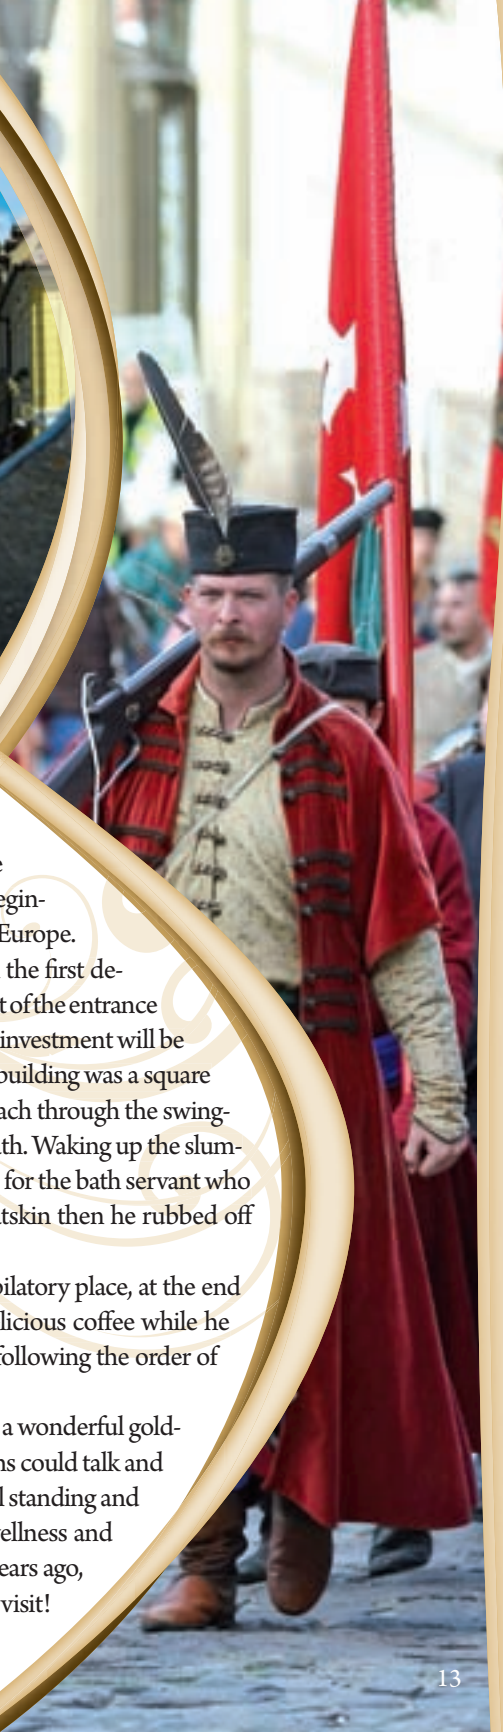 egin-
Europe.
the first de-
t of the entrance
investment will be
building was a square
ach through the swing-
th. Waking up the slum-
for the bath servant who
tskin then he rubbed off
pilatory place, at the end
licious coffee while he
following the order of
a wonderful gold-
ns could talk and
l standing and
ellness and
ears ago,
visit!
13